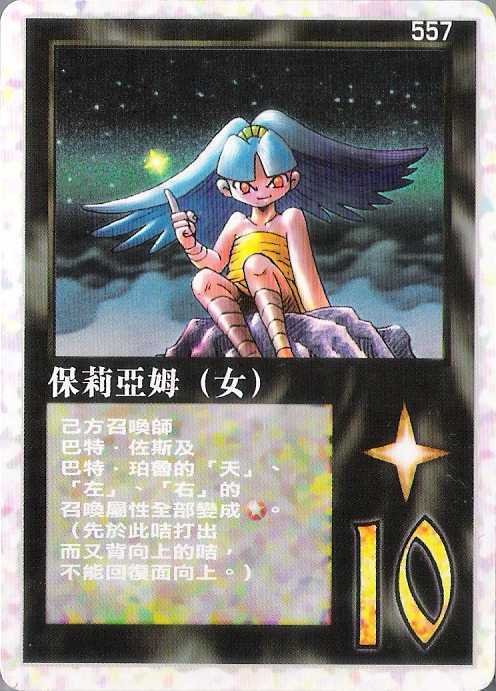 557
保莉亞姆（女）
己方召喚師
巴特．佐斯及
巴特．珀魯的「天」、
「左」、「右」的
召喚屬性全部變成 。
（先於此咭打出
而又背向上的咭，
不能回復面向上。）
10